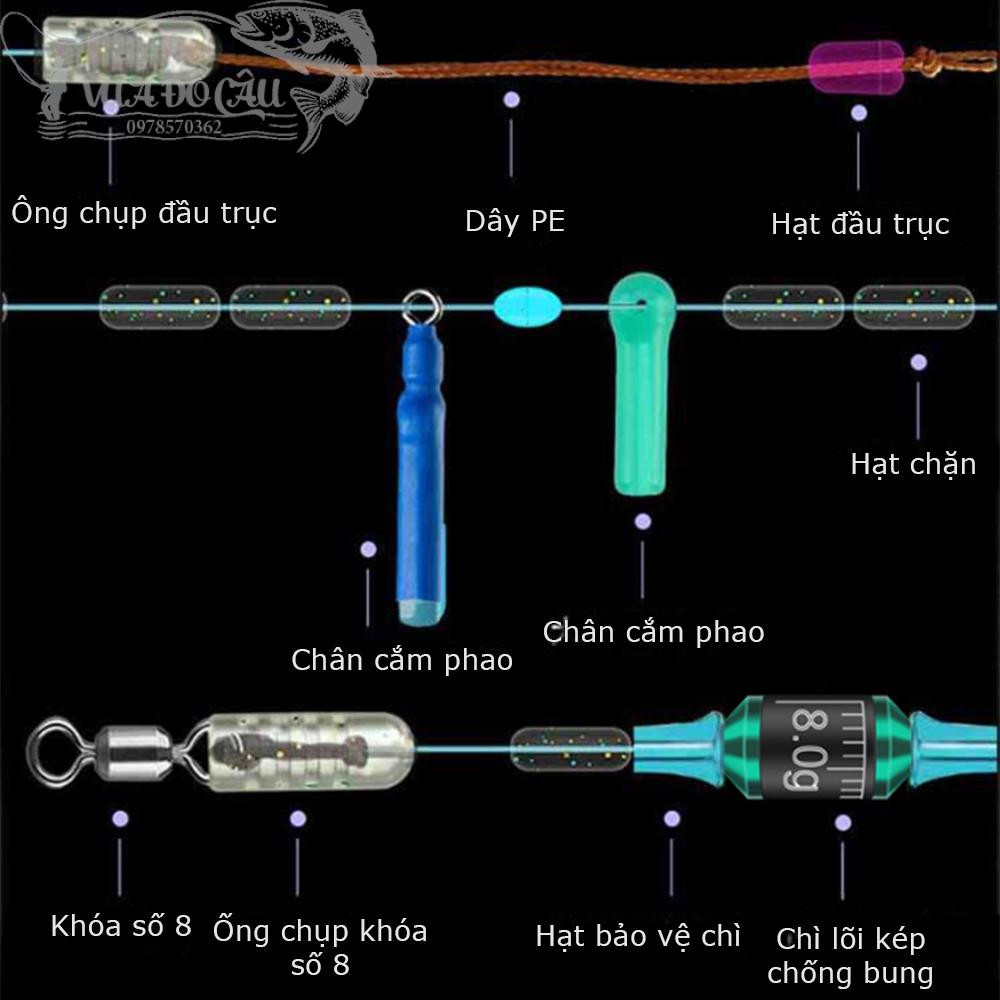 VUA ĐỒ CÂU
0978570362
Ông chụp đầu trục
Dây PE
Hạt đầu trục
Hạt chặn
Chân cắm phao
Chân cắm phao
8.0g
Khóa số 8
Ống chụp khóa
số 8
Hạt bảo vệ chì
Chì lõi kép
chống bung